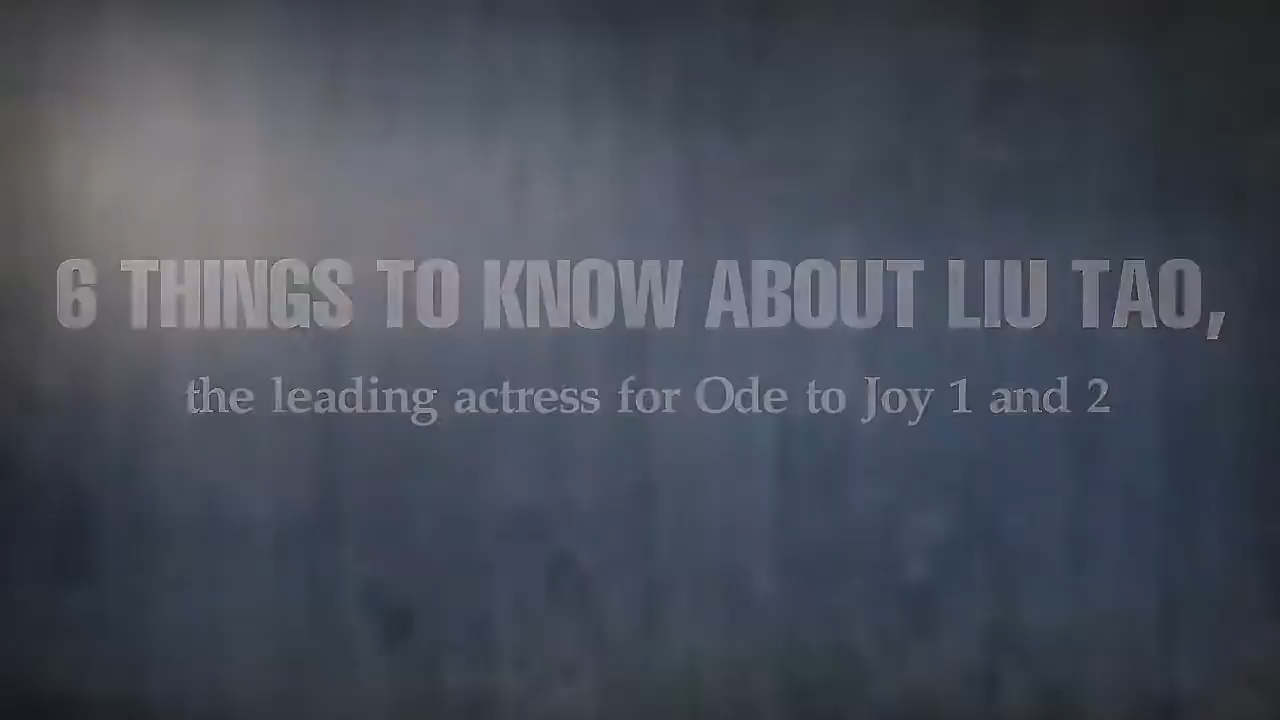 6 THINGS TO KNOW ABOUT LIU TAO,
the leading actress for Ode to Joy 1 and 2